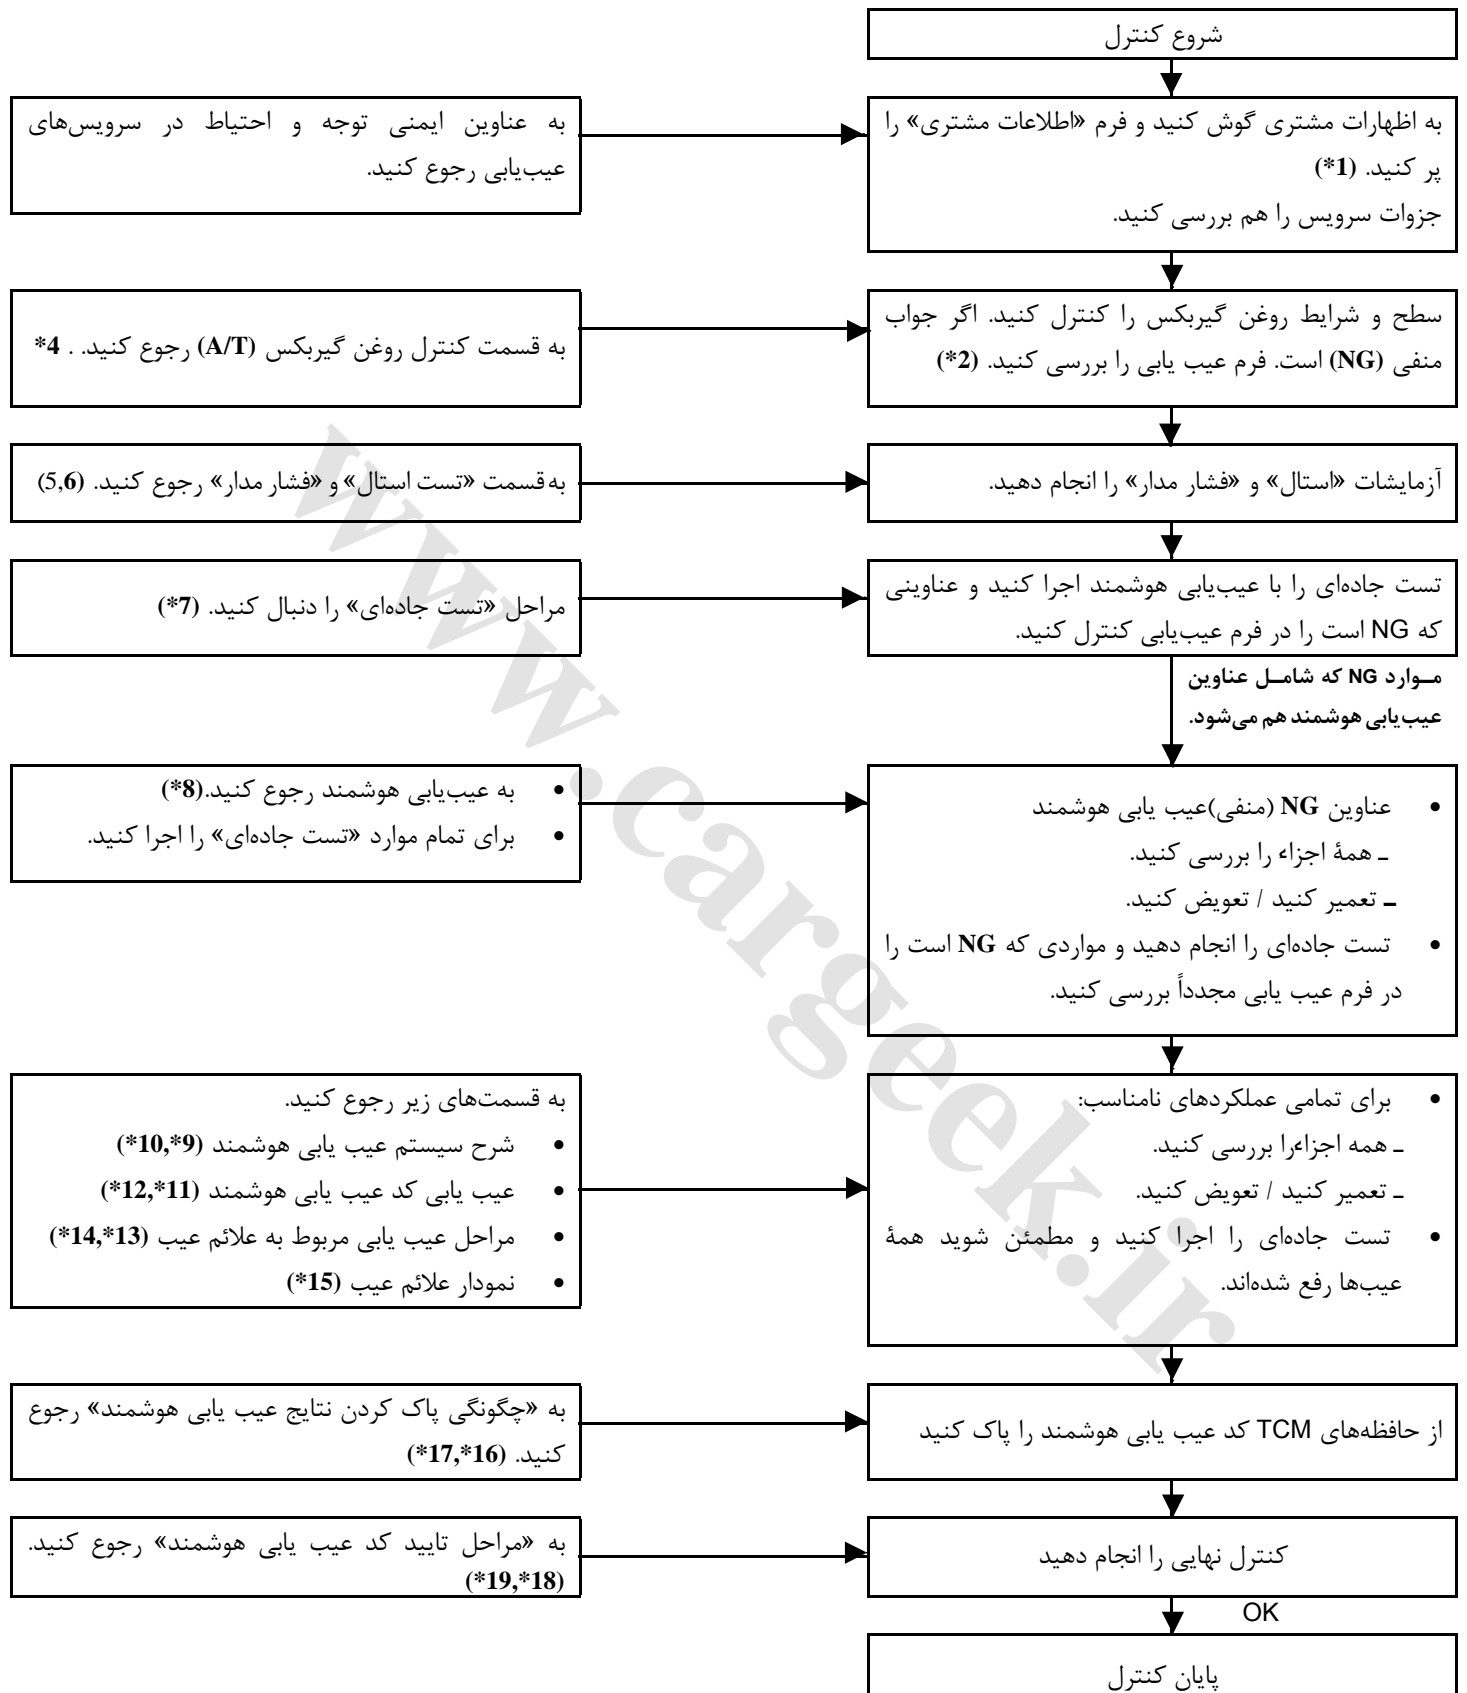 شروع کنترل
به اظهارات مشتری گوش کنید و فرم «اطلاعات مشتری» را
پر کنید. (1*)
جزوات سرویس را هم بررسی کنید.
به عناوین ایمنی توجه و احتیاط در سرویس‌های
عیب‌یابی رجوع کنید.
سطح و شرایط روغن گیربکس را کنترل کنید. اگر جواب
منفی (NG) است. فرم عیب یابی را بررسی کنید. (2*)
به قسمت کنترل روغن گیربکس (A/T) رجوع کنید. . 4*
آزمایشات «استال» و «فشار مدار» را انجام دهید.
به قسمت «تست استال» و «فشار مدار» رجوع کنید. (5,6)
تست جاده‌ای را با عیب‌یابی هوشمند اجرا کنید و عناوینی
که NG است را در فرم عیب‌یابی کنترل کنید.
مراحل «تست جاده‌ای» را دنبال کنید. (7*)
مـوارد NG که شامـل عناوین
عیب‌یابی هوشمند هم می‌شود.
• عناوین NG (منفی)عیب یابی هوشمند
ـ همهٔ اجزاء را بررسی کنید.
ـ تعمیر کنید / تعویض کنید.
• تست جاده‌ای را انجام دهید و مواردی که NG است را
در فرم عیب یابی مجدداً بررسی کنید.
• به عیب‌یابی هوشمند رجوع کنید.(8*)
• برای تمام موارد «تست جاده‌ای» را اجرا کنید.
• برای تمامی عملکردهای نامناسب:
ـ همه اجزاءرا بررسی کنید.
ـ تعمیر کنید / تعویض کنید.
• تست جاده‌ای را اجرا کنید و مطمئن شوید همهٔ
عیب‌ها رفع شده‌اند.
به قسمت‌های زیر رجوع کنید.
• شرح سیستم عیب یابی هوشمند (9*,10*)
• عیب یابی کد عیب یابی هوشمند (11*,12*)
• مراحل عیب یابی مربوط به علائم عیب (13*,14*)
• نمودار علائم عیب (15*)
از حافظه‌های TCM کد عیب یابی هوشمند را پاک کنید
به «چگونگی پاک کردن نتایج عیب یابی هوشمند» رجوع
کنید. (16*,17*)
کنترل نهایی را انجام دهید
به «مراحل تایید کد عیب یابی هوشمند» رجوع کنید.
(18*,19*)
OK
پایان کنترل
www.cargeek.ir